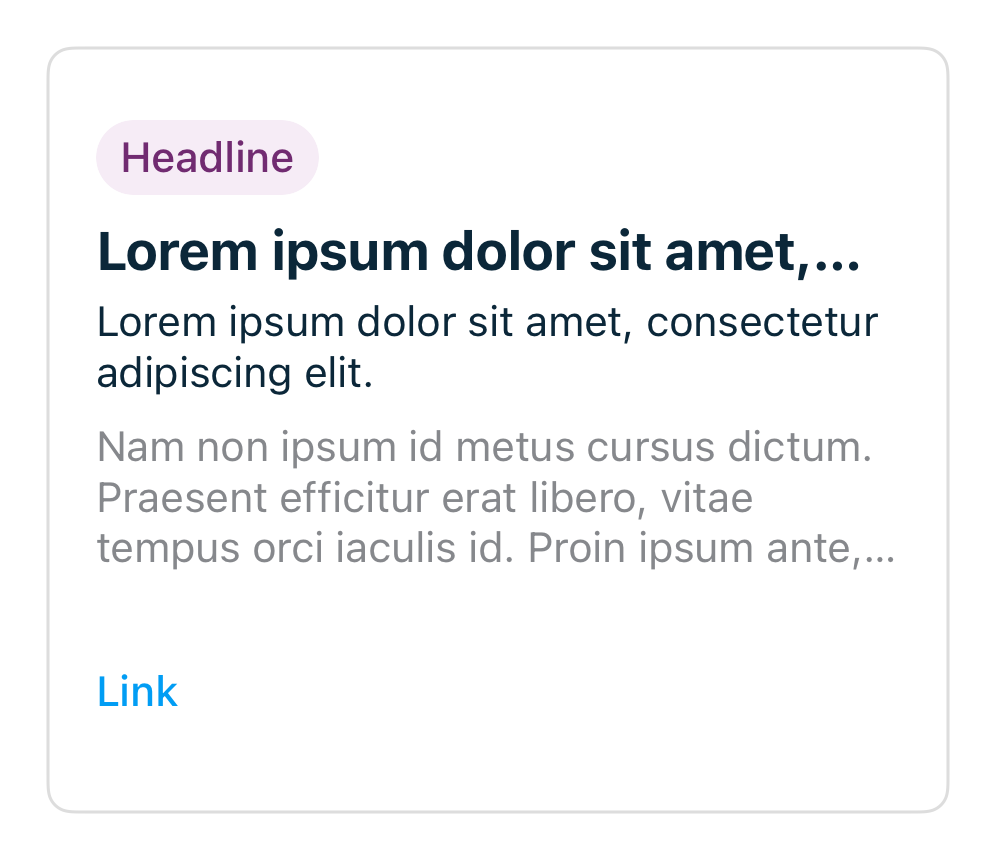 Headline
Lorem ipsum dolor sit amet,...
Lorem ipsum dolor sit amet, consectetur
adipiscing elit.
Nam non ipsum id metus cursus dictum.
Praesent efficitur erat libero, vitae
tempus orci iaculis id. Proin ipsum ante,...
Link